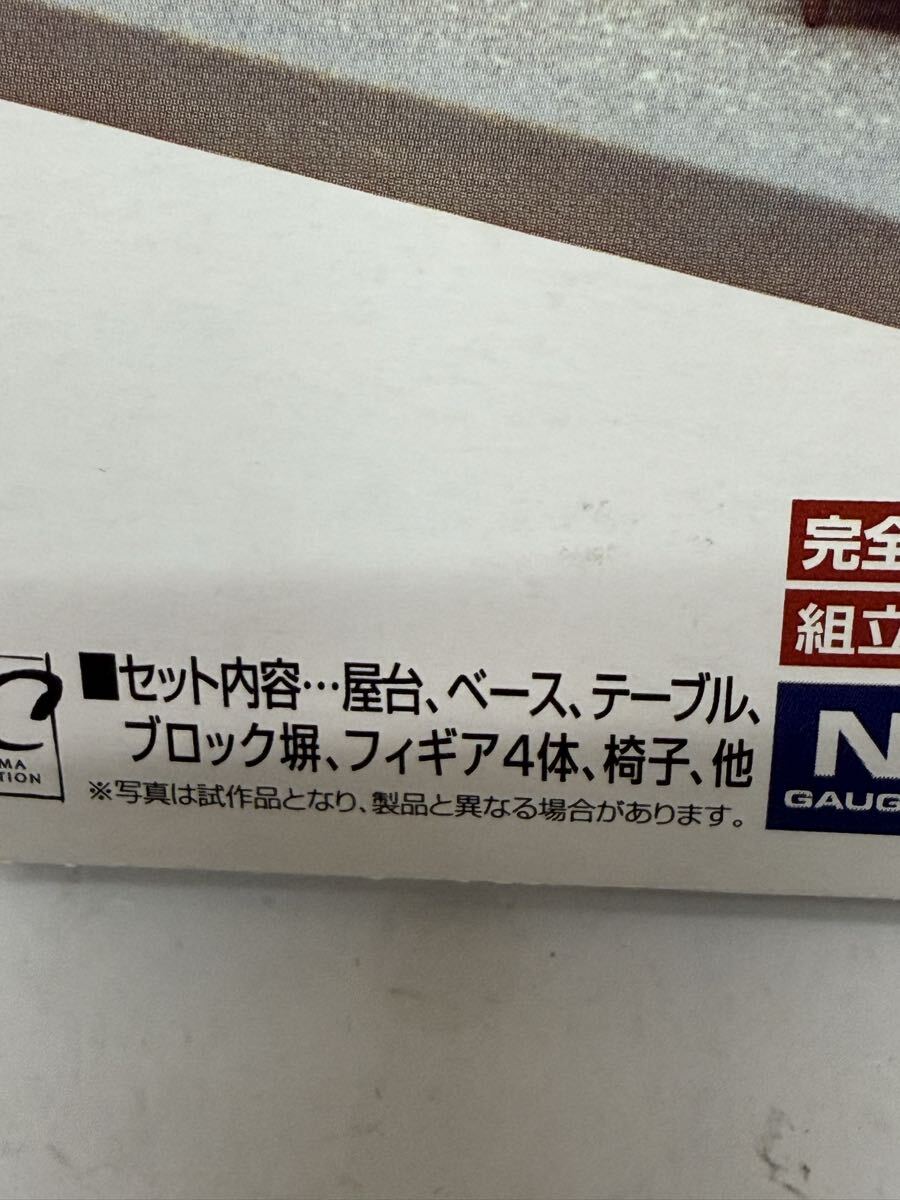 完全
組立
■セット内容…屋台、ベース、テーブル、
ブロック塀、フィギア4体、椅子、他
※写真は試作品となり、製品と異なる場合があります。
C
MA
TION
N
GAUG